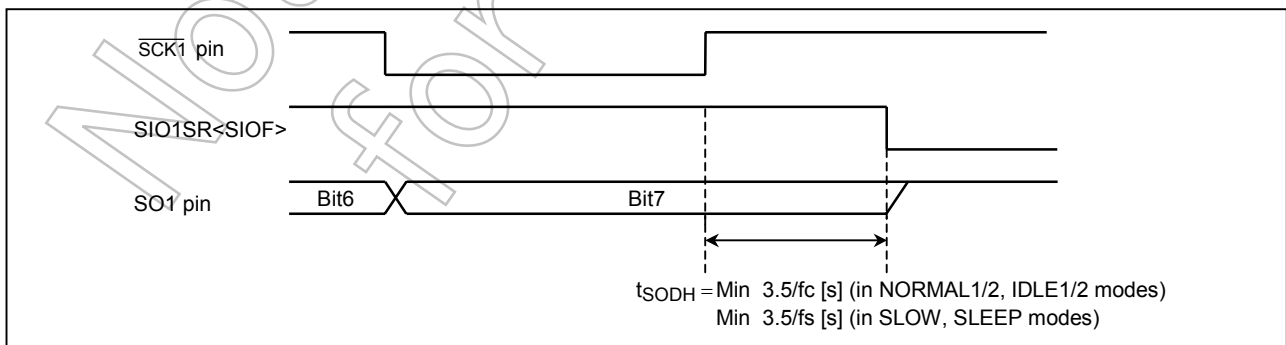 SCK1 pin
SIO1SR<SIOF>
SO1 pin
Bit6
Bit7
tSODH = Min 3.5/fc [s] (in NORMAL1/2, IDLE1/2 modes)
Min 3.5/fs [s] (in SLOW, SLEEP modes)
for